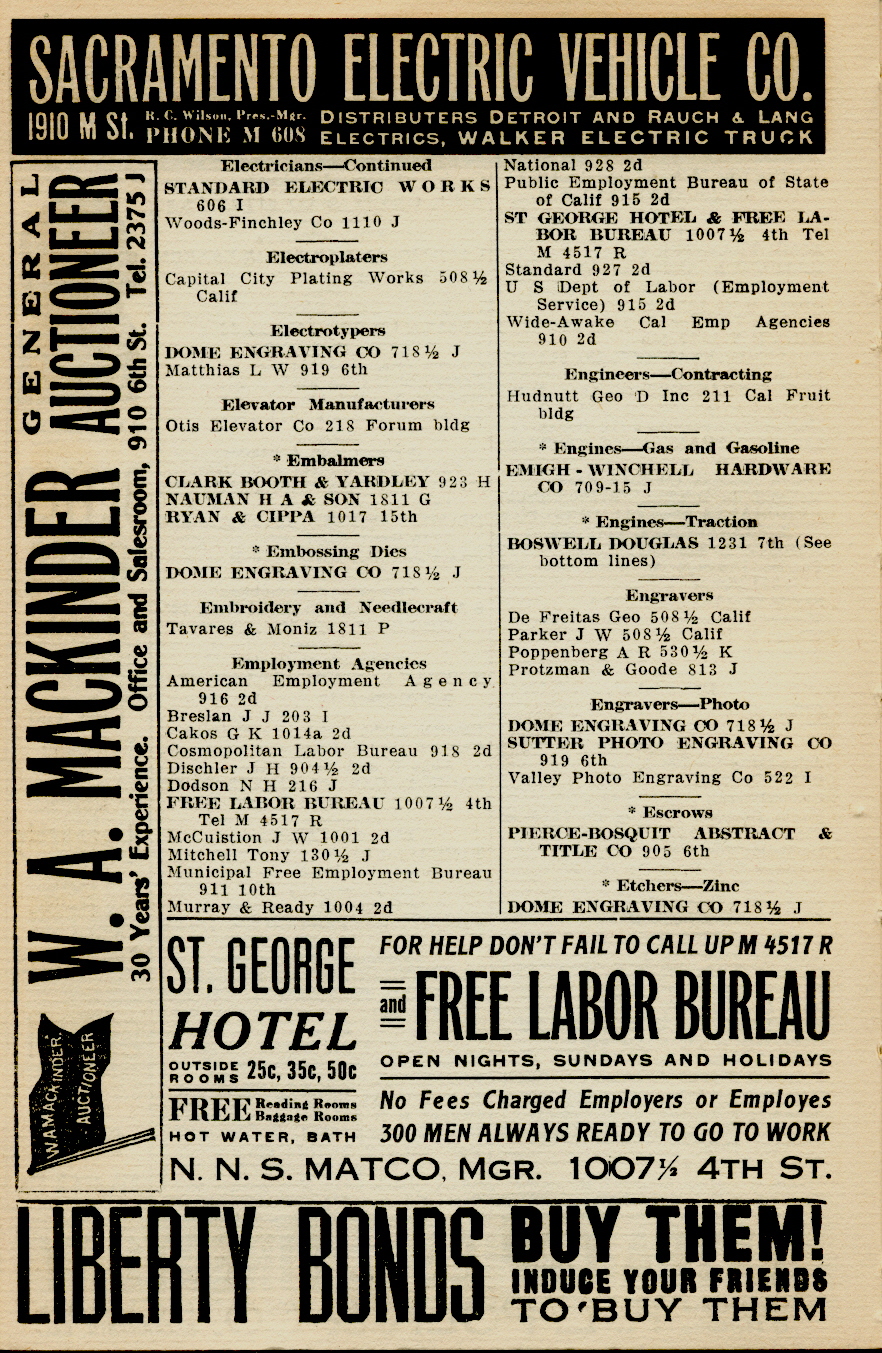 SACRAMENTO ELECTRIC VEHICLE CO.
1910 M St. R. C. Wilson, Pres.-Mgr. PHONE M 608
DISTRIBUTERS DETROIT AND RAUCH & LANG
ELECTRICS, WALKER ELECTRIC TRUCK
GENERAL
W. A. MACKINDER AUCTIONEER
30 Years' Experience. Office and Salesroom, 910 6th St. Tel. 2375 J
W.A.MACKINDER.
AUCTIONEER
Electricians—Continued
STANDARD ELECTRIC WORKS
606 I
Woods-Finchley Co 1110 J
Electroplaters
Capital City Plating Works 508½
Calif
Electrotypers
DOME ENGRAVING CO 718½ J
Matthias L W 919 6th
Elevator Manufacturers
Otis Elevator Co 218 Forum bldg
* Embalmers
CLARK BOOTH & YARDLEY 923 H
NAUMAN H A & SON 1811 G
RYAN & CIPPA 1017 15th
* Embossing Dies
DOME ENGRAVING CO 718½ J
Embroidery and Needlecraft
Tavares & Moniz 1811 P
Employment Agencies
American Employment Agency
916 2d
Breslan J J 203 I
Cakos G K 1014a 2d
Cosmopolitan Labor Bureau 918 2d
Dischler J H 904½ 2d
Dodson N H 216 J
FREE LABOR BUREAU 1007½ 4th
Tel M 4517 R
McCuistion J W 1001 2d
Mitchell Tony 130½ J
Municipal Free Employment Bureau
911 10th
Murray & Ready 1004 2d
National 928 2d
Public Employment Bureau of State
of Calif 915 2d
ST GEORGE HOTEL & FREE LA-
BOR BUREAU 1007½ 4th Tel
M 4517 R
Standard 927 2d
U S Dept of Labor (Employment
Service) 915 2d
Wide-Awake Cal Emp Agencies
910 2d
Engineers—Contracting
Hudnutt Geo D Inc 211 Cal Fruit
bldg
* Engines—Gas and Gasoline
EMIGH-WINCHELL HARDWARE
CO 709-15 J
* Engines—Traction
BOSWELL DOUGLAS 1231 7th (See
bottom lines)
Engravers
De Freitas Geo 508½ Calif
Parker J W 508½ Calif
Poppenberg A R 530½ K
Protzman & Goode 813 J
Engravers—Photo
DOME ENGRAVING CO 718½ J
SUTTER PHOTO ENGRAVING CO
919 6th
Valley Photo Engraving Co 522 I
* Escrows
PIERCE-BOSQUIT ABSTRACT &
TITLE CO 905 6th
* Etchers—Zinc
DOME ENGRAVING CO 718½ J
ST. GEORGE
HOTEL
OUTSIDE ROOMS 25c, 35c, 50c
FREE Reading Rooms Baggage Rooms
HOT WATER, BATH
FOR HELP DON'T FAIL TO CALL UP M 4517 R
and FREE LABOR BUREAU
OPEN NIGHTS, SUNDAYS AND HOLIDAYS
No Fees Charged Employers or Employes
300 MEN ALWAYS READY TO GO TO WORK
N. N. S. MATCO, MGR. 1007½ 4TH ST.
LIBERTY BONDS
BUY THEM!
INDUCE YOUR FRIENDS
TO BUY THEM